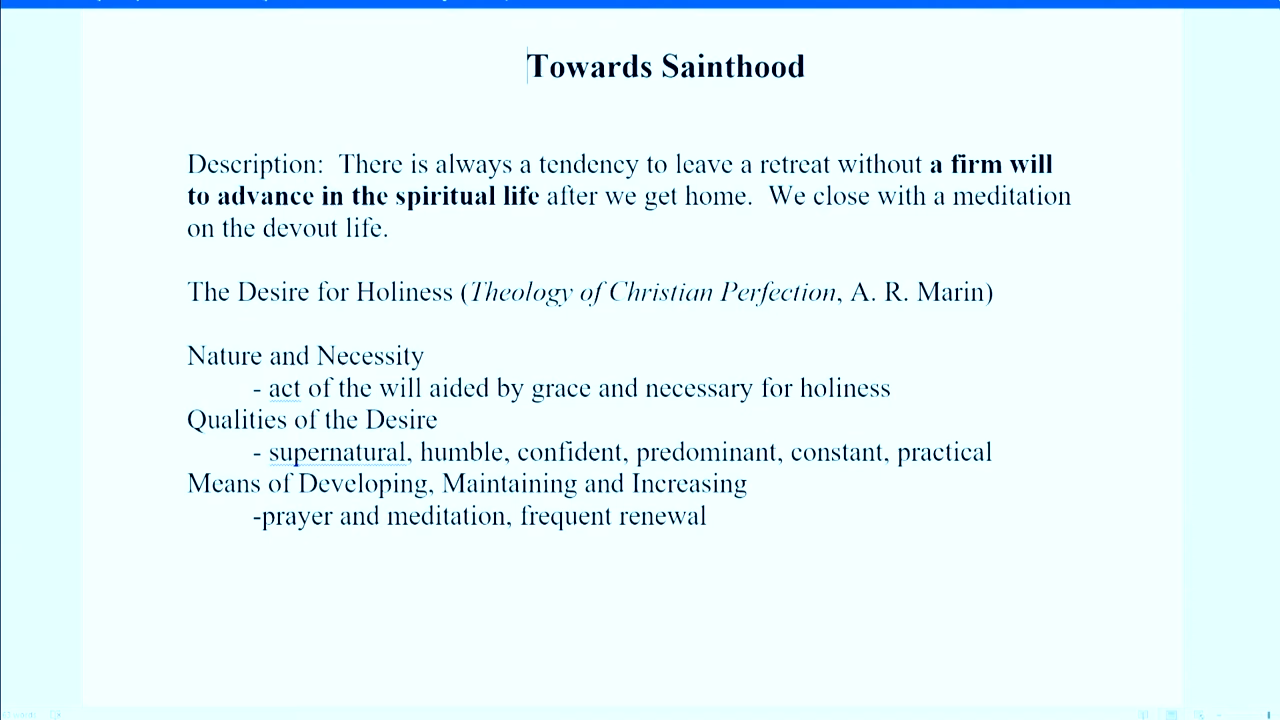 Towards Sainthood
Description:  There is always a tendency to leave a retreat without a firm will
to advance in the spiritual life after we get home.  We close with a meditation
on the devout life.
The Desire for Holiness (Theology of Christian Perfection, A. R. Marin)
Nature and Necessity
- act of the will aided by grace and necessary for holiness
Qualities of the Desire
- supernatural, humble, confident, predominant, constant, practical
Means of Developing, Maintaining and Increasing
-prayer and meditation, frequent renewal